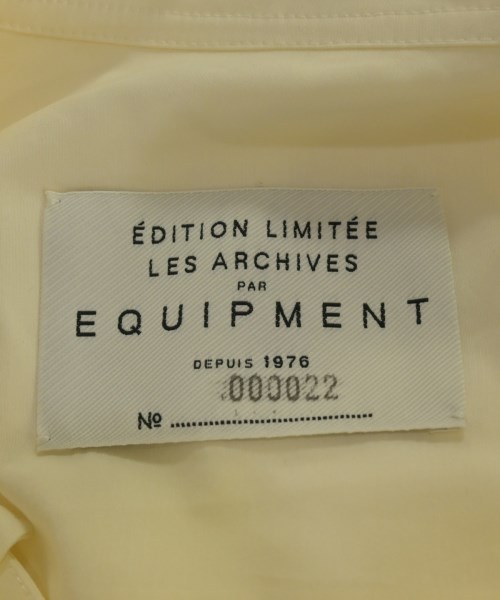 ÉDITION LIMITÉE
LES ARCHIVES
PAR
EQUIPMENT
DEPUIS 1976
000022
Nº ................................